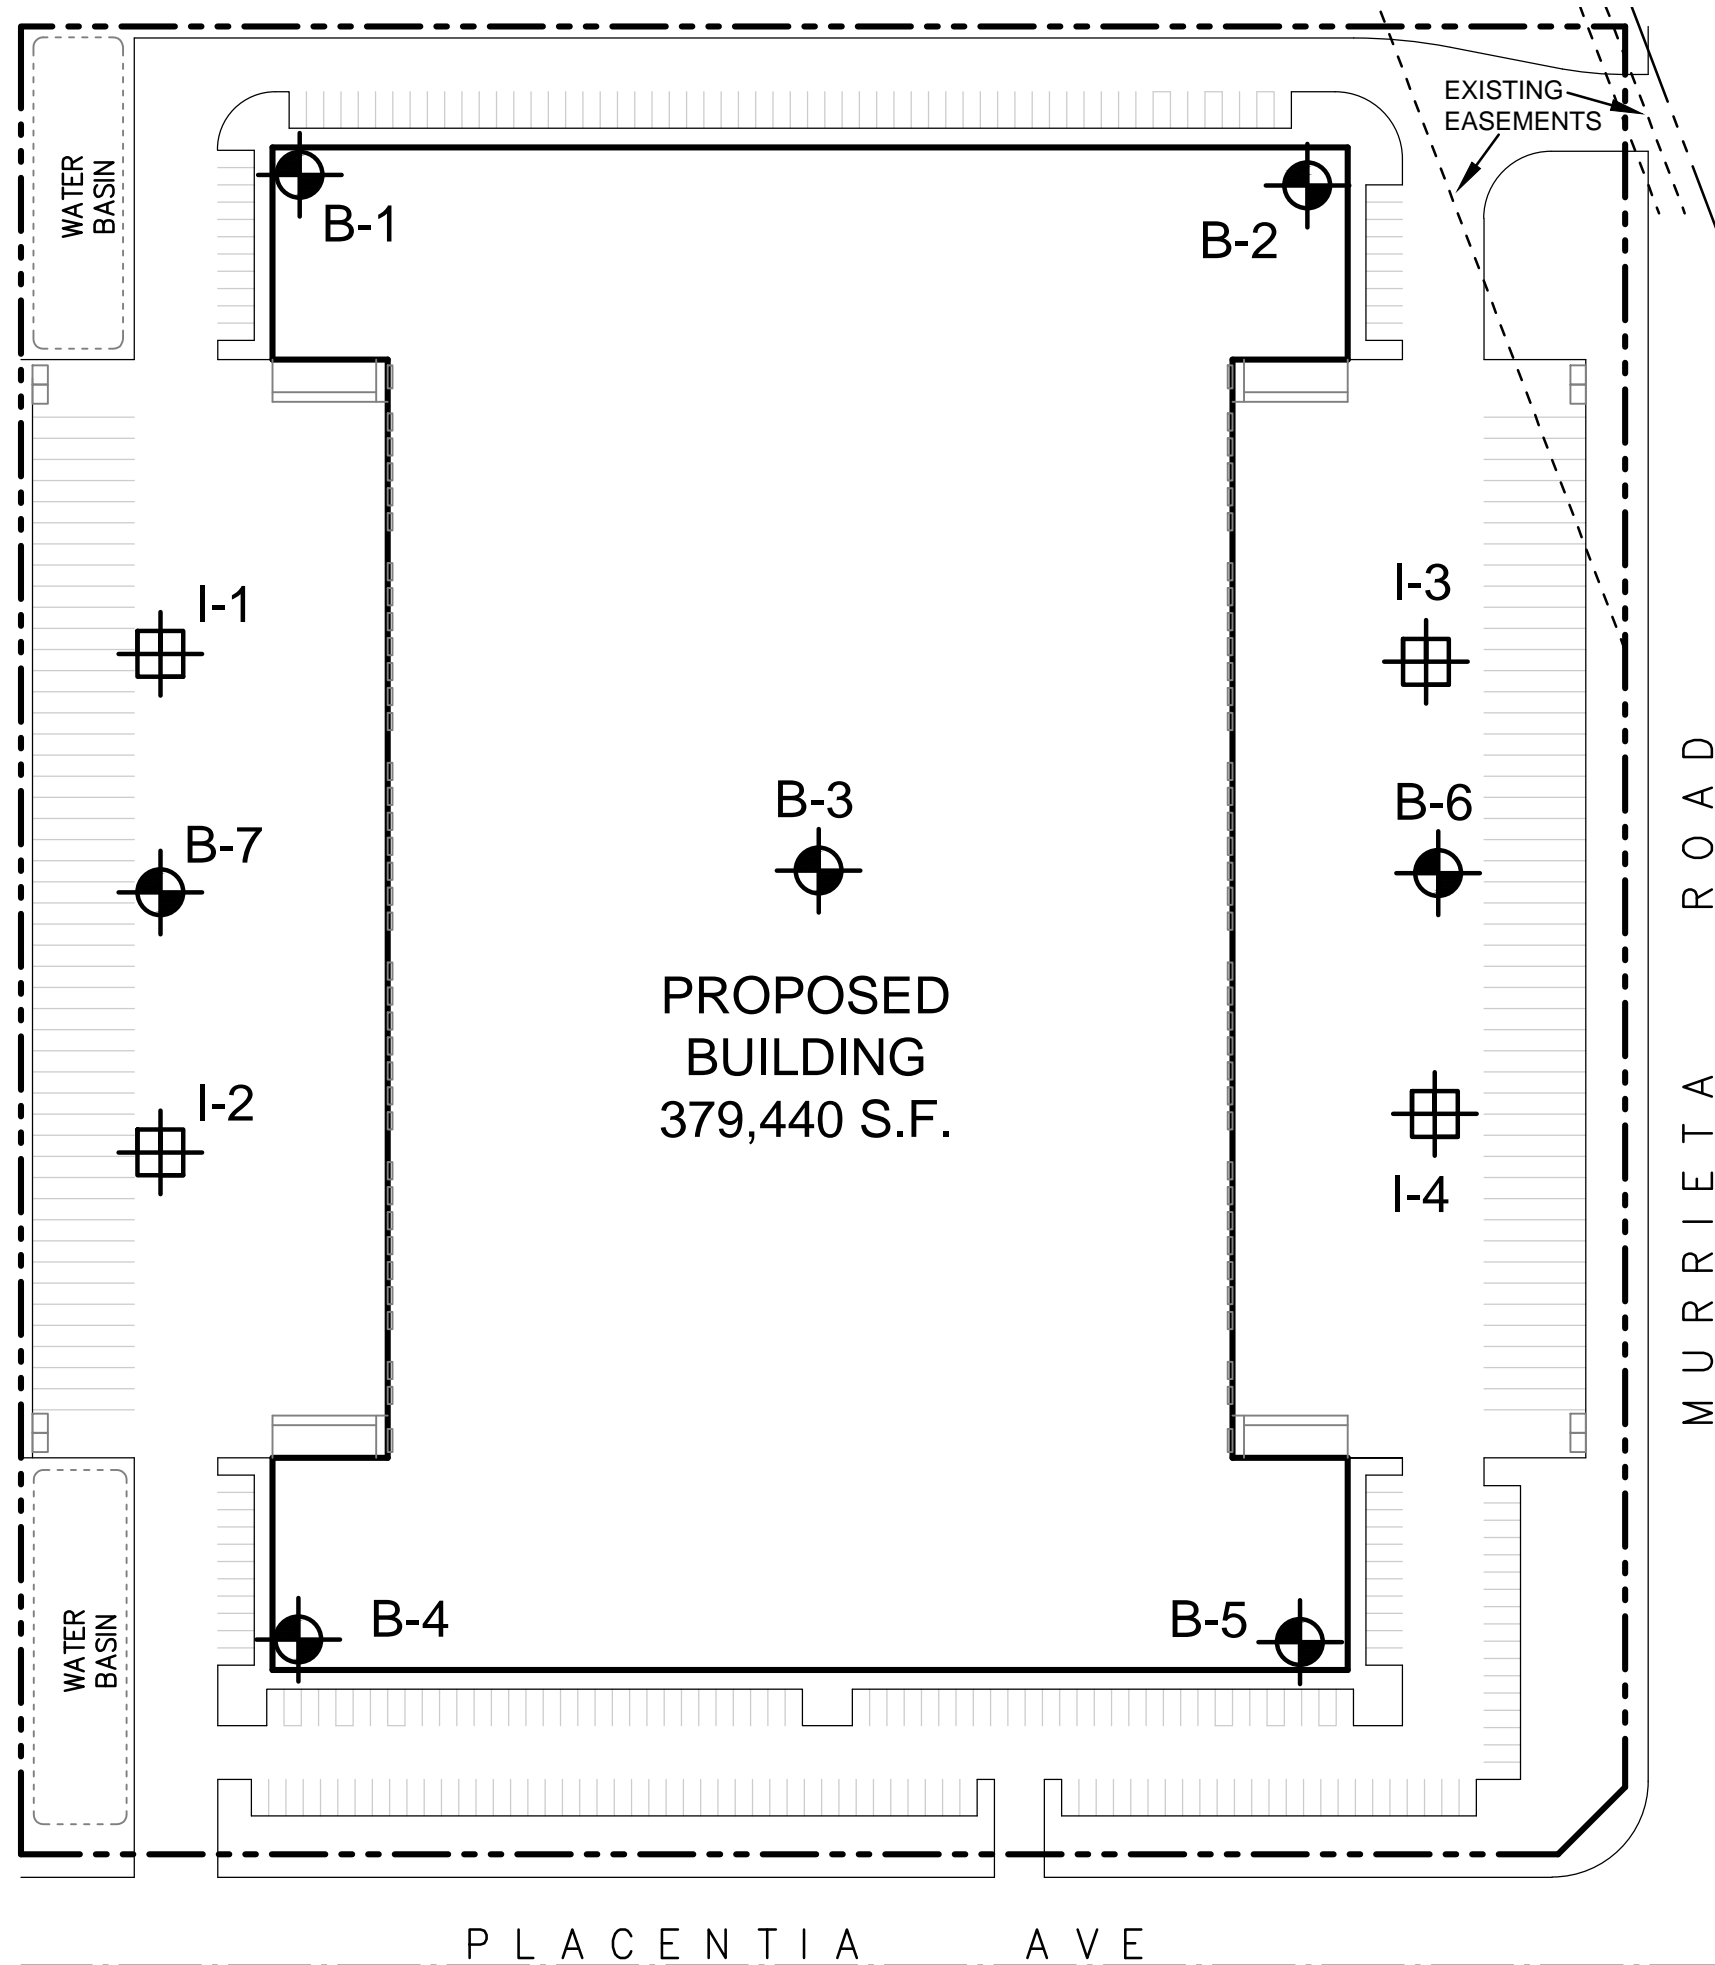 EXISTING
EASEMENTS
WATER
BASIN
B-1
B-2
I-1
I-3
B-3
B-6
B-7
PROPOSED
BUILDING
379,440 S.F.
I-2
I-4
MURRIETA ROAD
B-4
B-5
WATER
BASIN
PLACENTIA AVE